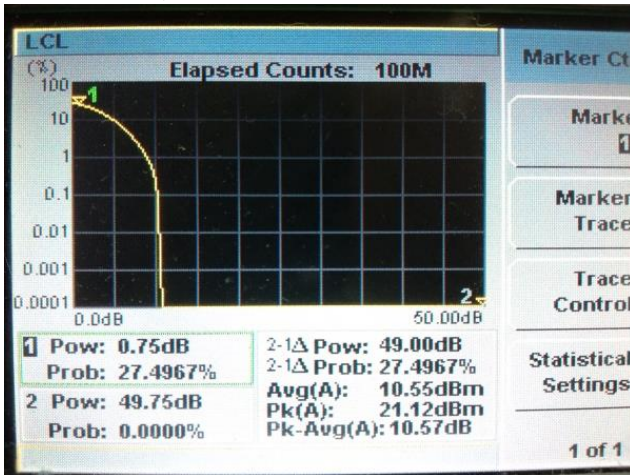 LCL
(%)
Elapsed Counts: 100M
100
1
10
1
0.1
0.01
0.001
0.0001
2
0.0dB
50.00dB
1 Pow: 0.75dB
Prob: 27.4967%
2 Pow: 49.75dB
Prob: 0.0000%
2-1Δ Pow: 49.00dB
2-1Δ Prob: 27.4967%
Avg(A): 10.55dBm
Pk(A): 21.12dBm
Pk-Avg(A): 10.57dB
Marker Ct
Marke
1
Marker
Trace
Trace
Control
Statistical
Settings
1 of 1